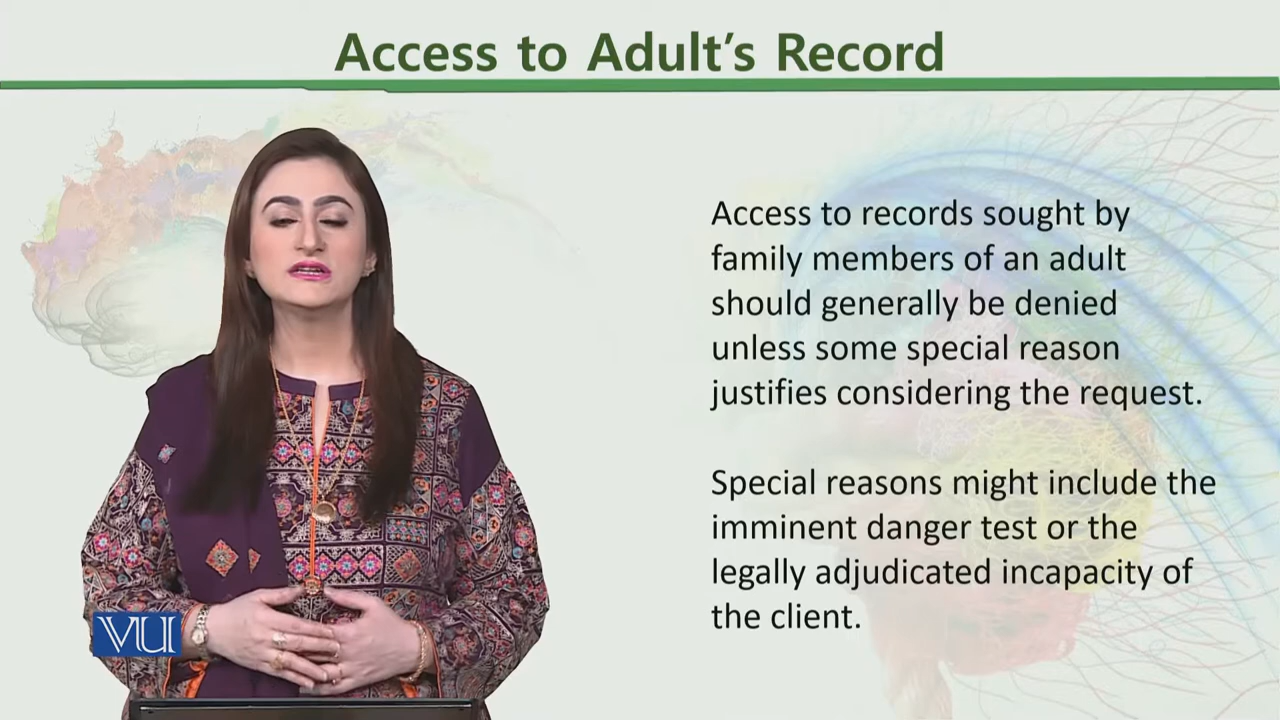 Access to Adult's Record
Access to records sought by
family members of an adult
should generally be denied
unless some special reason
justifies considering the request.
Special reasons might include the
imminent danger test or the
legally adjudicated incapacity of
the client.
VU